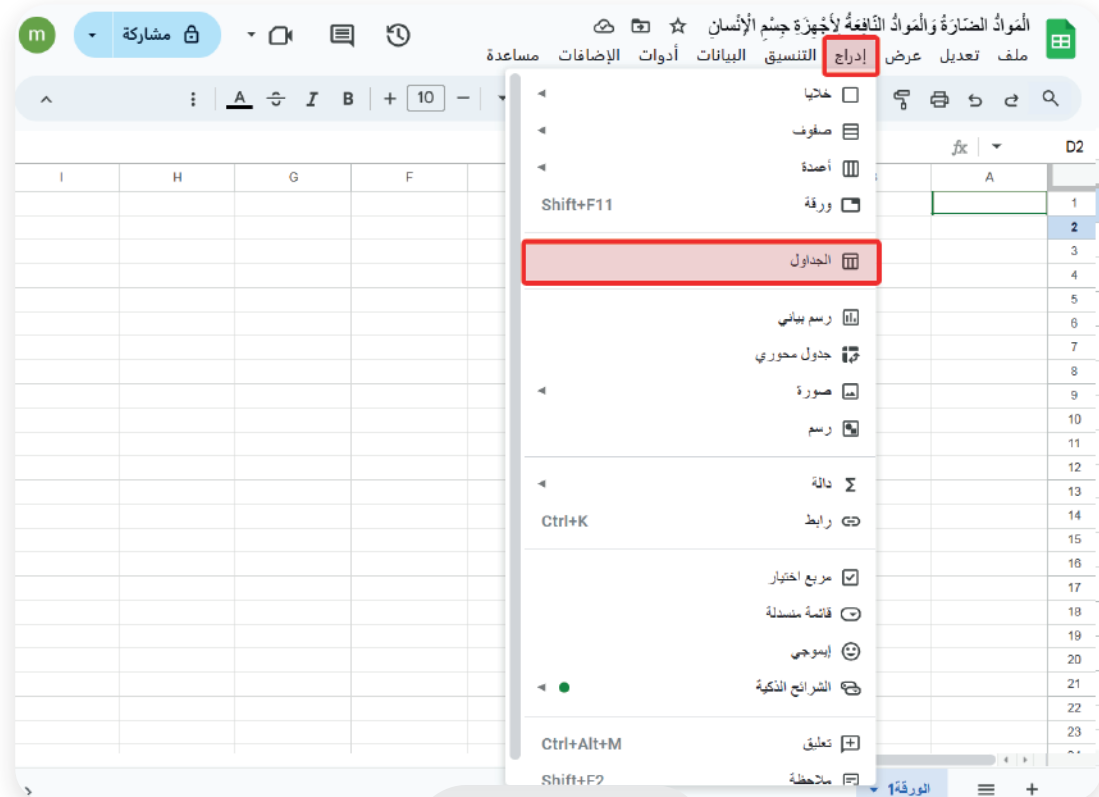 الْمَوادُّ الضّارَةُ وَالْمَوادُّ النّافِعَةُ لِأَجْهِزَةِ جِسْمِ الْإِنْسانِ
مشاركة
m
ملف تعديل عرض إدراج التنسيق البيانات أدوات الإضافات مساعدة
10 B I A
D2
fx
A F G H I
خلايا
صفوف
أعمدة
ورقة Shift+F11
الجداول
رسم بياني
جدول محوري
صورة
رسم
دالة
رابط Ctrl+K
مربع اختيار
قائمة منسدلة
إيموجي
الشرائح الذكية
تعليق Ctrl+Alt+M
ملاحظة Shift+F2
1
2
3
4
5
6
7
8
9
10
11
12
13
14
15
16
17
18
19
20
21
22
23
الورقة1